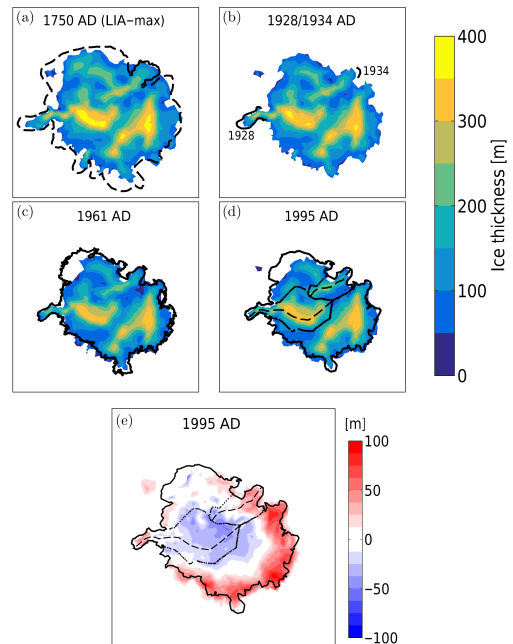 (a) 1750 AD (LIA−max)
(b) 1928/1934 AD
1934
1928
400
300
200
100
0
Ice thickness [m]
(c) 1961 AD
(d) 1995 AD
(e) 1995 AD
[m]
100
50
0
−50
−100